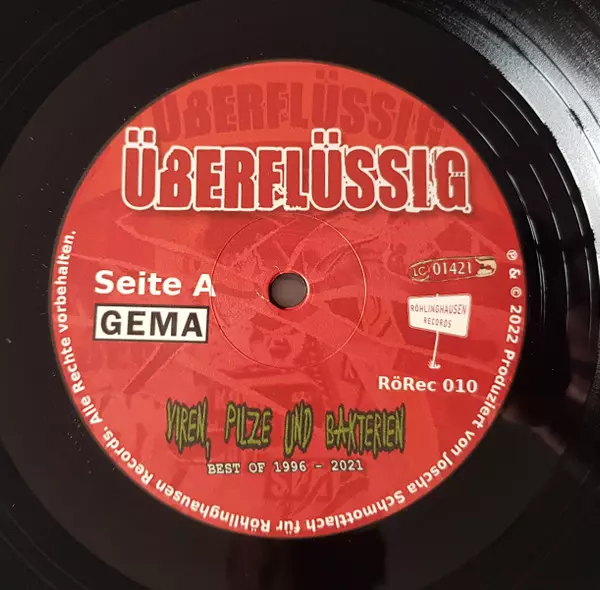 ÜBERFLÜSSIG
ÜBERFLÜSSIG
Seite A
GEMA
LC 01421
RÖHLINGHAUSEN
RECORDS
RöRec 010
VIREN, PILZE UND BAKTERIEN
BEST OF 1996 - 2021
℗ & © 2022 Produziert von Joscha Schmottlach für Röhlinghausen Records. Alle Rechte vorbehalten.